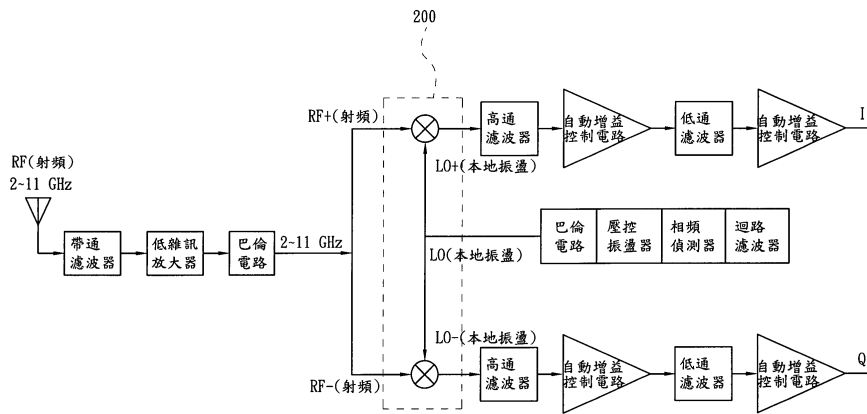 200
RF+(射頻)
高通
濾波器
自動增益
控制電路
低通
濾波器
自動增益
控制電路
I
LO+(本地振盪)
RF(射頻)
2~11 GHz
帶通
濾波器
低雜訊
放大器
巴倫
電路
2~11 GHz
LO(本地振盪)
巴倫
電路
壓控
振盪器
相頻
偵測器
迴路
濾波器
LO-(本地振盪)
RF-(射頻)
高通
濾波器
自動增益
控制電路
低通
濾波器
自動增益
控制電路
Q